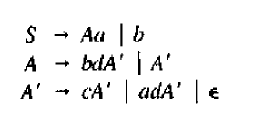 S → Aa | b
A → bdA' | A'
A' → cA' | adA' | ϵ